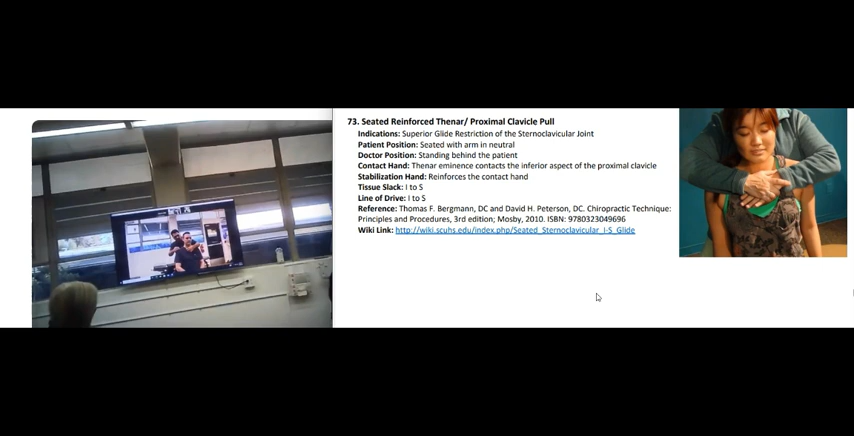 73. Seated Reinforced Thenar/ Proximal Clavicle Pull
Indications: Superior Glide Restriction of the Sternoclavicular Joint
Patient Position: Seated with arm in neutral
Doctor Position: Standing behind the patient
Contact Hand: Thenar eminence contacts the inferior aspect of the proximal clavicle
Stabilization Hand: Reinforces the contact hand
Tissue Slack: I to S
Line of Drive: I to S
Reference: Thomas F. Bergmann, DC and David H. Peterson, DC. Chiropractic Technique:
Principles and Procedures, 3rd edition; Mosby, 2010. ISBN: 9780323049696
Wiki Link: http://wiki.scuhs.edu/index.php/Seated_Sternoclavicular_I-S_Glide